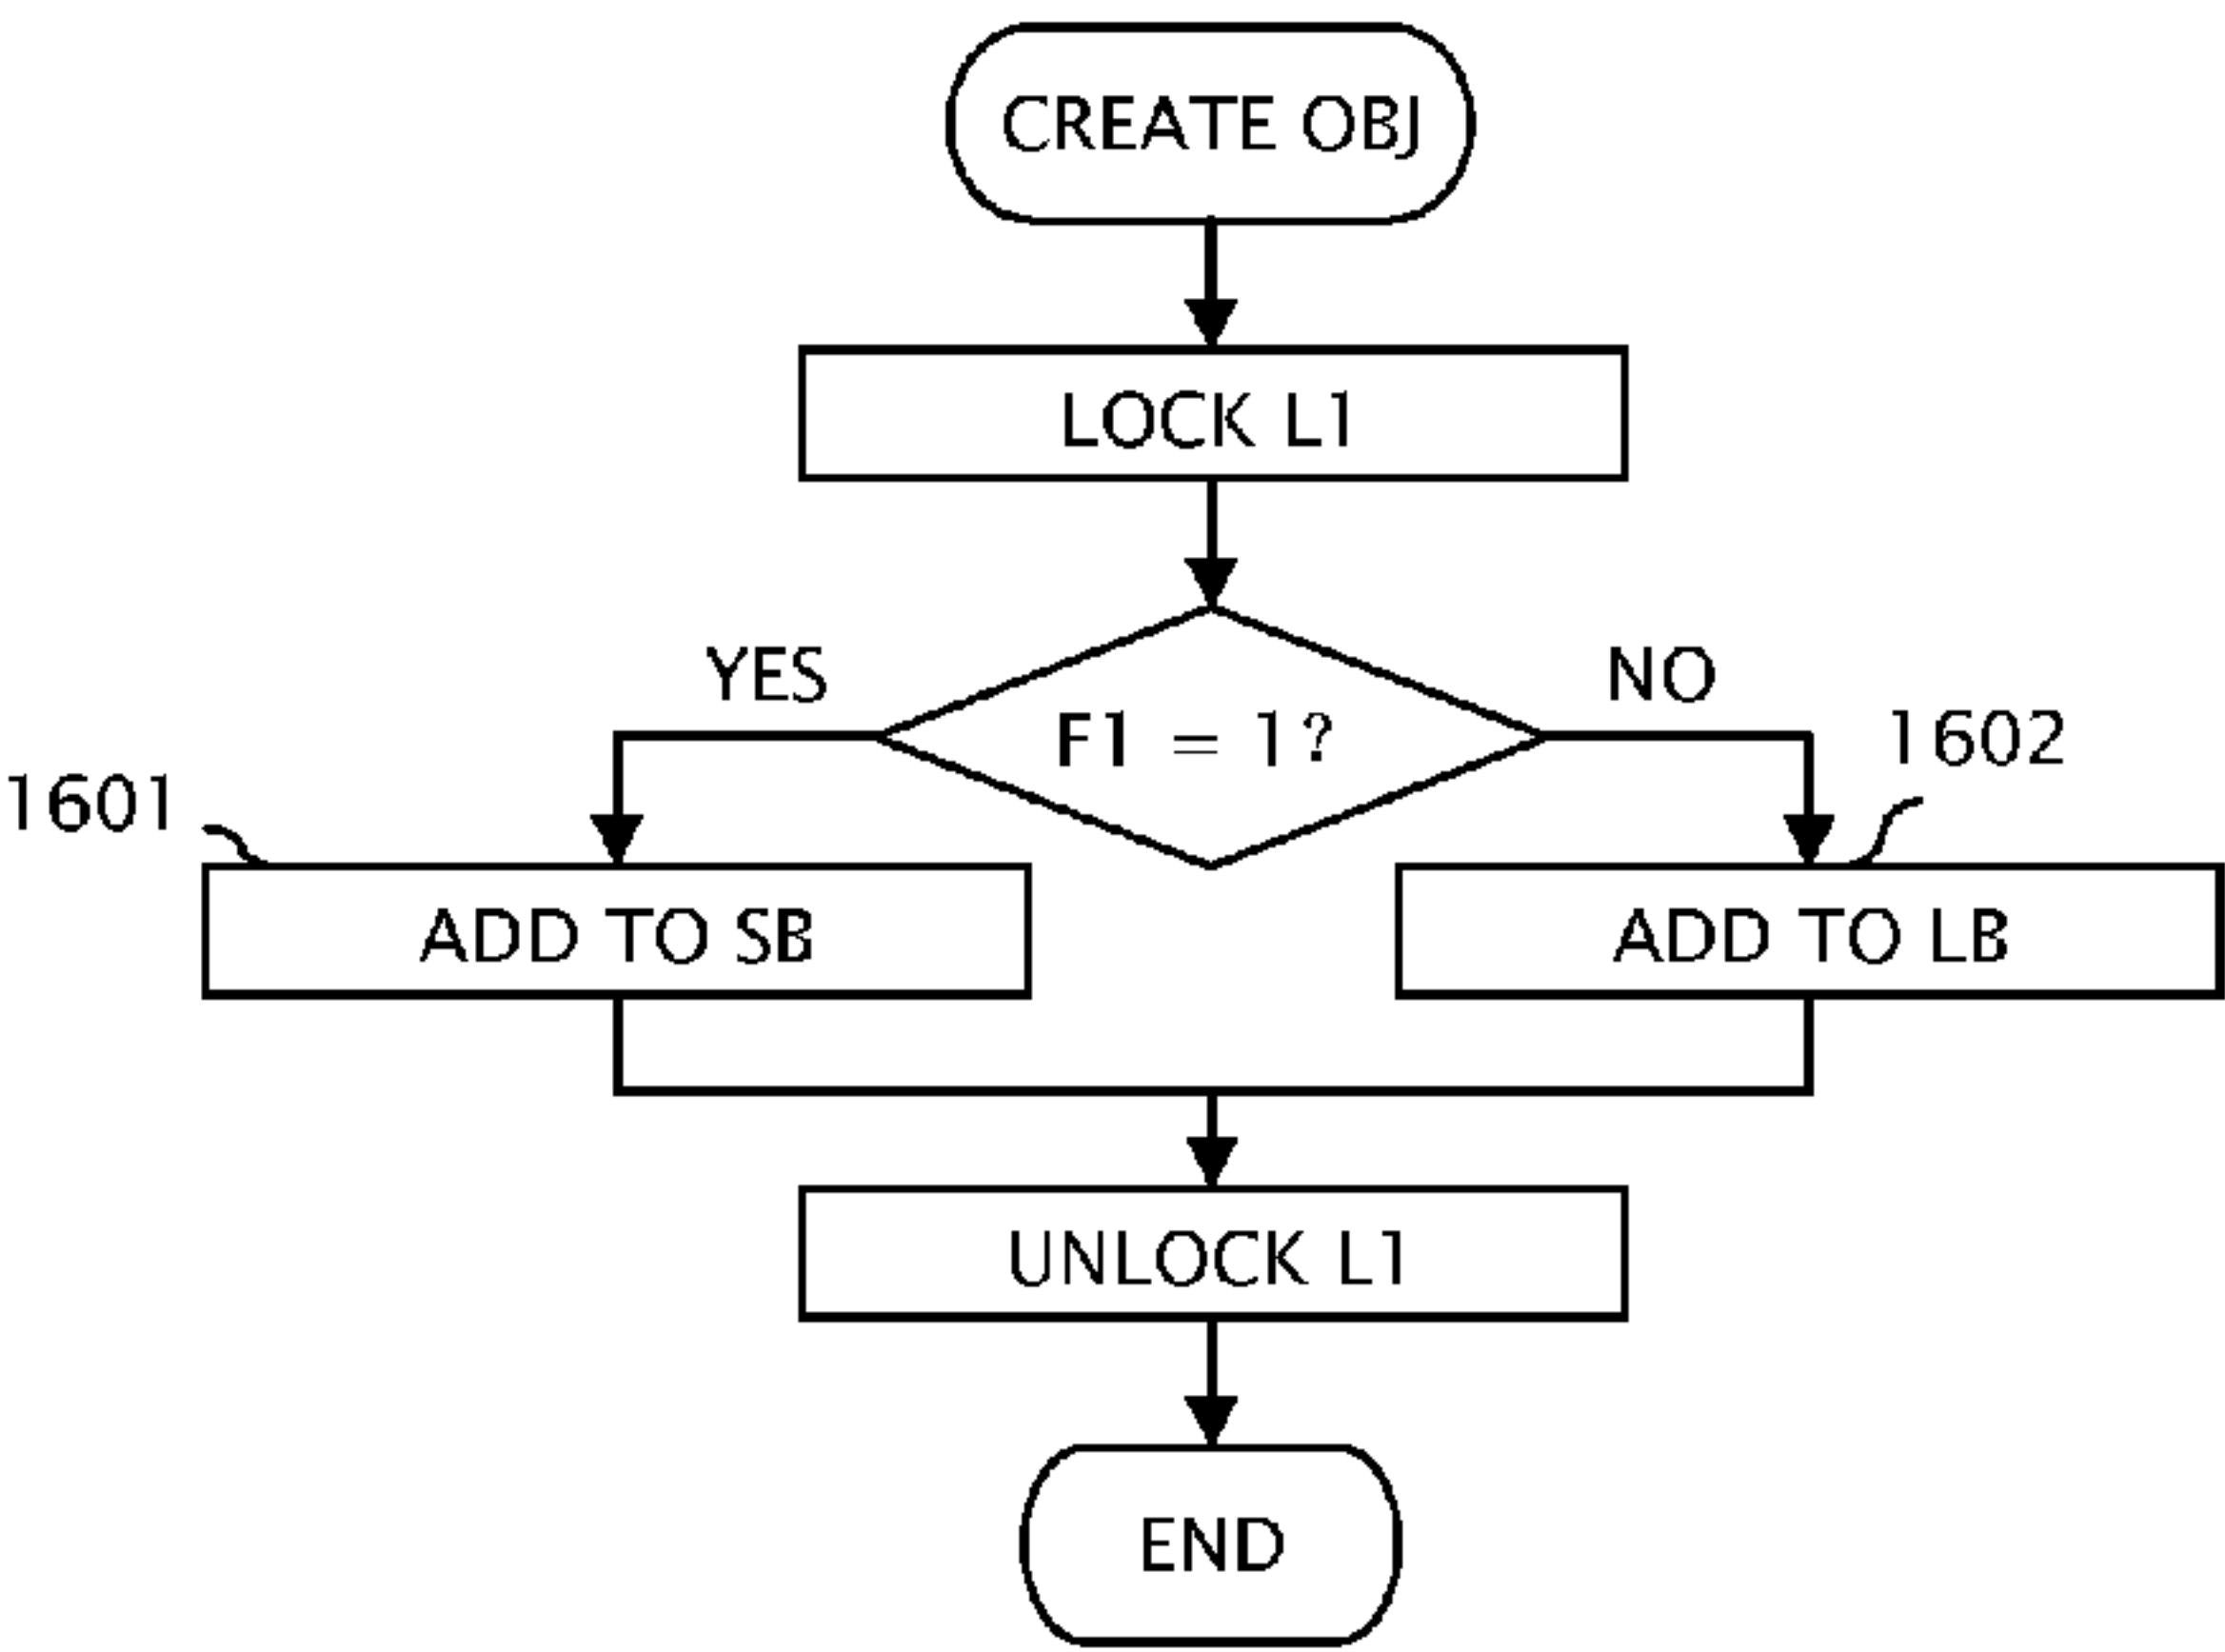 CREATE OBJ
LOCK L1
YES
NO
F1 = 1?
1602
1601
ADD TO SB
ADD TO LB
UNLOCK L1
END